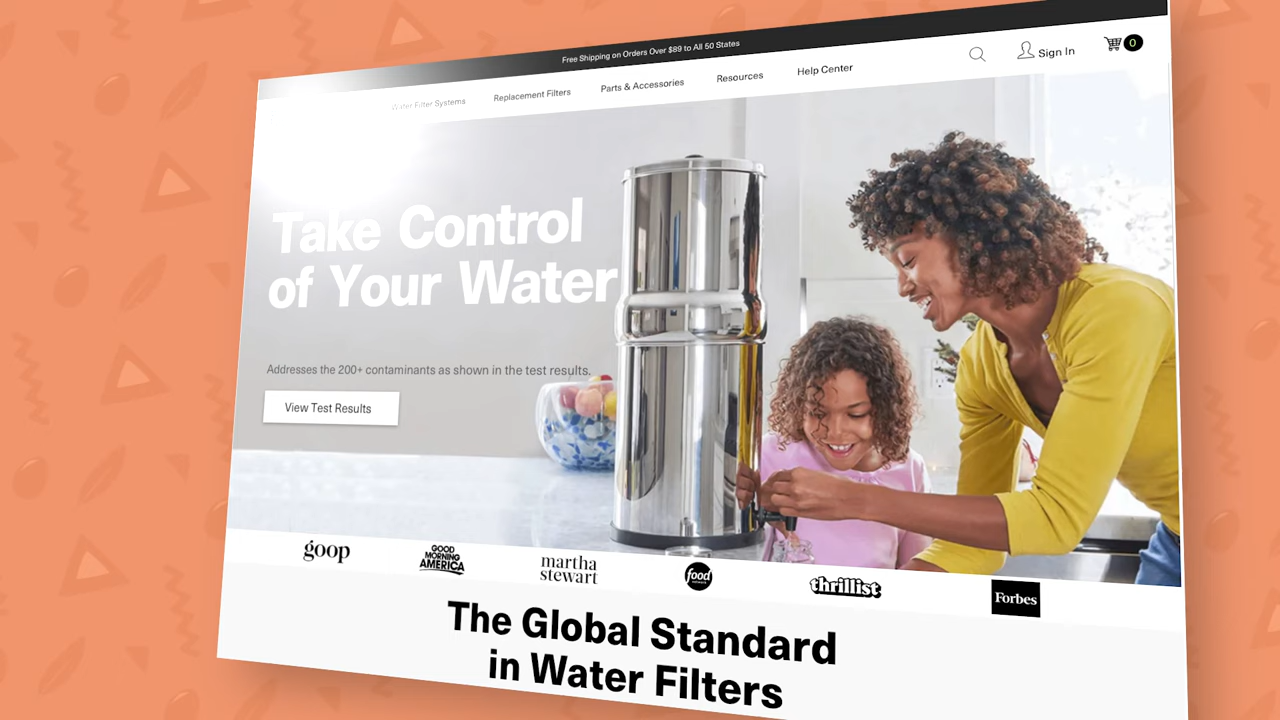 Free Shipping on Orders Over $89 to All 50 States
Water Filter Systems
Replacement Filters
Parts & Accessories
Resources
Help Center
Sign In
0
Take Control
of Your Water
Addresses the 200+ contaminants as shown in the test results.
View Test Results
goop
GOOD
MORNING
AMERICA
martha
stewart
food
network
thrillist
Forbes
The Global Standard
in Water Filters